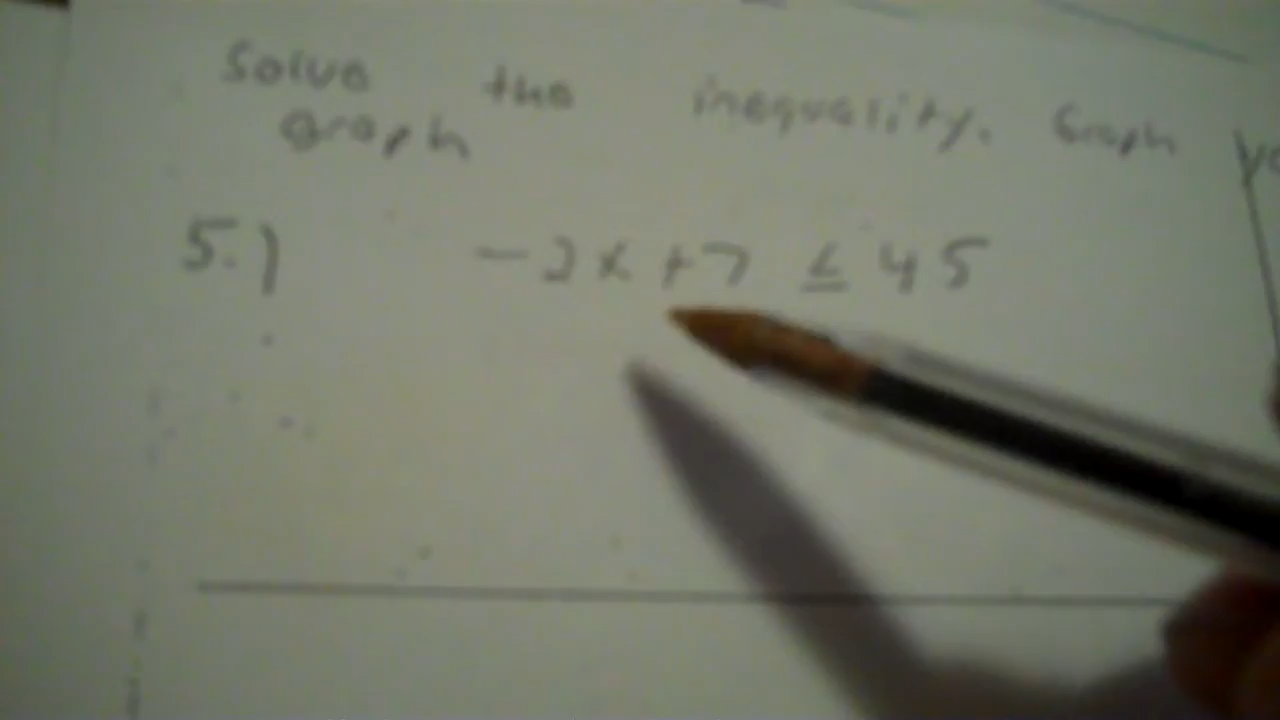 Solve the inequality. Graph
graph
5.) -2x+7 ≤ 45